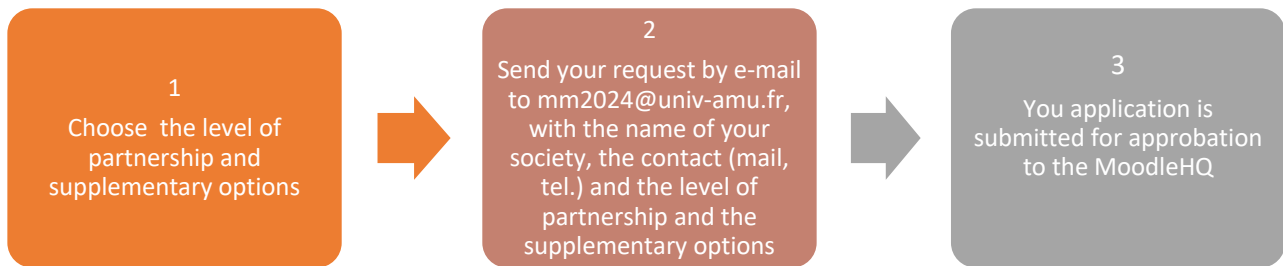 1
Choose the level of
partnership and
supplementary options
2
Send your request by e-mail
to mm2024@univ-amu.fr,
with the name of your
society, the contact (mail,
tel.) and the level of
partnership and the
supplementary options
3
You application is
submitted for approbation
to the MoodleHQ